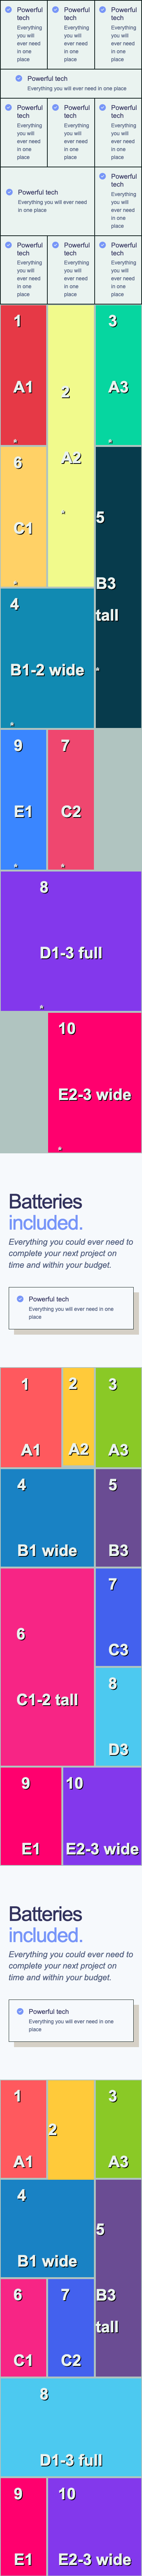 Powerful tech
Everything you will ever need in one place
Powerful tech
Everything you will ever need in one place
Powerful tech
Everything you will ever need in one place
Powerful tech
Everything you will ever need in one place
Powerful tech
Everything you will ever need in one place
Powerful tech
Everything you will ever need in one place
Powerful tech
Everything you will ever need in one place
Powerful tech
Everything you will ever need in one place
Powerful tech
Everything you will ever need in one place
Powerful tech
Everything you will ever need in one place
Powerful tech
Everything you will ever need in one place
Powerful tech
Everything you will ever need in one place
1
A1
*
2
A2
*
3
A3
*
6
C1
*
5
B3
tall
*
4
B1-2 wide
*
9
E1
*
7
C2
*
8
D1-3 full
*
10
E2-3 wide
*
Batteries
included.
Everything you could ever need to
complete your next project on
time and within your budget.
Powerful tech
Everything you will ever need in one
place
1
A1
2
A2
3
A3
4
B1 wide
5
B3
6
C1-2 tall
7
C3
8
D3
9
E1
10
E2-3 wide
Batteries
included.
Everything you could ever need to
complete your next project on
time and within your budget.
Powerful tech
Everything you will ever need in one
place
1
A1
2
3
A3
4
B1 wide
5
B3
tall
6
C1
7
C2
8
D1-3 full
9
E1
10
E2-3 wide